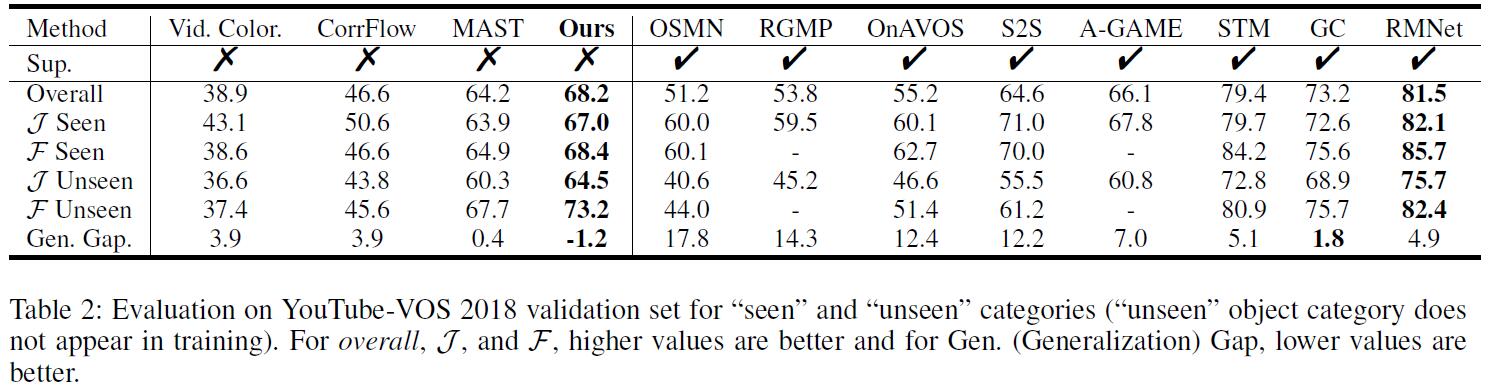 Method Vid. Color. CorrFlow MAST Ours OSMN RGMP OnAVOS S2S A-GAME STM GC RMNet
Sup. ✗ ✗ ✗ ✗ ✓ ✓ ✓ ✓ ✓ ✓ ✓ ✓
Overall 38.9 46.6 64.2 68.2 51.2 53.8 55.2 64.6 66.1 79.4 73.2 81.5
𝒥 Seen 43.1 50.6 63.9 67.0 60.0 59.5 60.1 71.0 67.8 79.7 72.6 82.1
ℱ Seen 38.6 46.6 64.9 68.4 60.1 - 62.7 70.0 - 84.2 75.6 85.7
𝒥 Unseen 36.6 43.8 60.3 64.5 40.6 45.2 46.6 55.5 60.8 72.8 68.9 75.7
ℱ Unseen 37.4 45.6 67.7 73.2 44.0 - 51.4 61.2 - 80.9 75.7 82.4
Gen. Gap. 3.9 3.9 0.4 -1.2 17.8 14.3 12.4 12.2 7.0 5.1 1.8 4.9
Table 2: Evaluation on YouTube-VOS 2018 validation set for “seen” and “unseen” categories (“unseen” object category does
not appear in training). For overall, 𝒥, and ℱ, higher values are better and for Gen. (Generalization) Gap, lower values are
better.